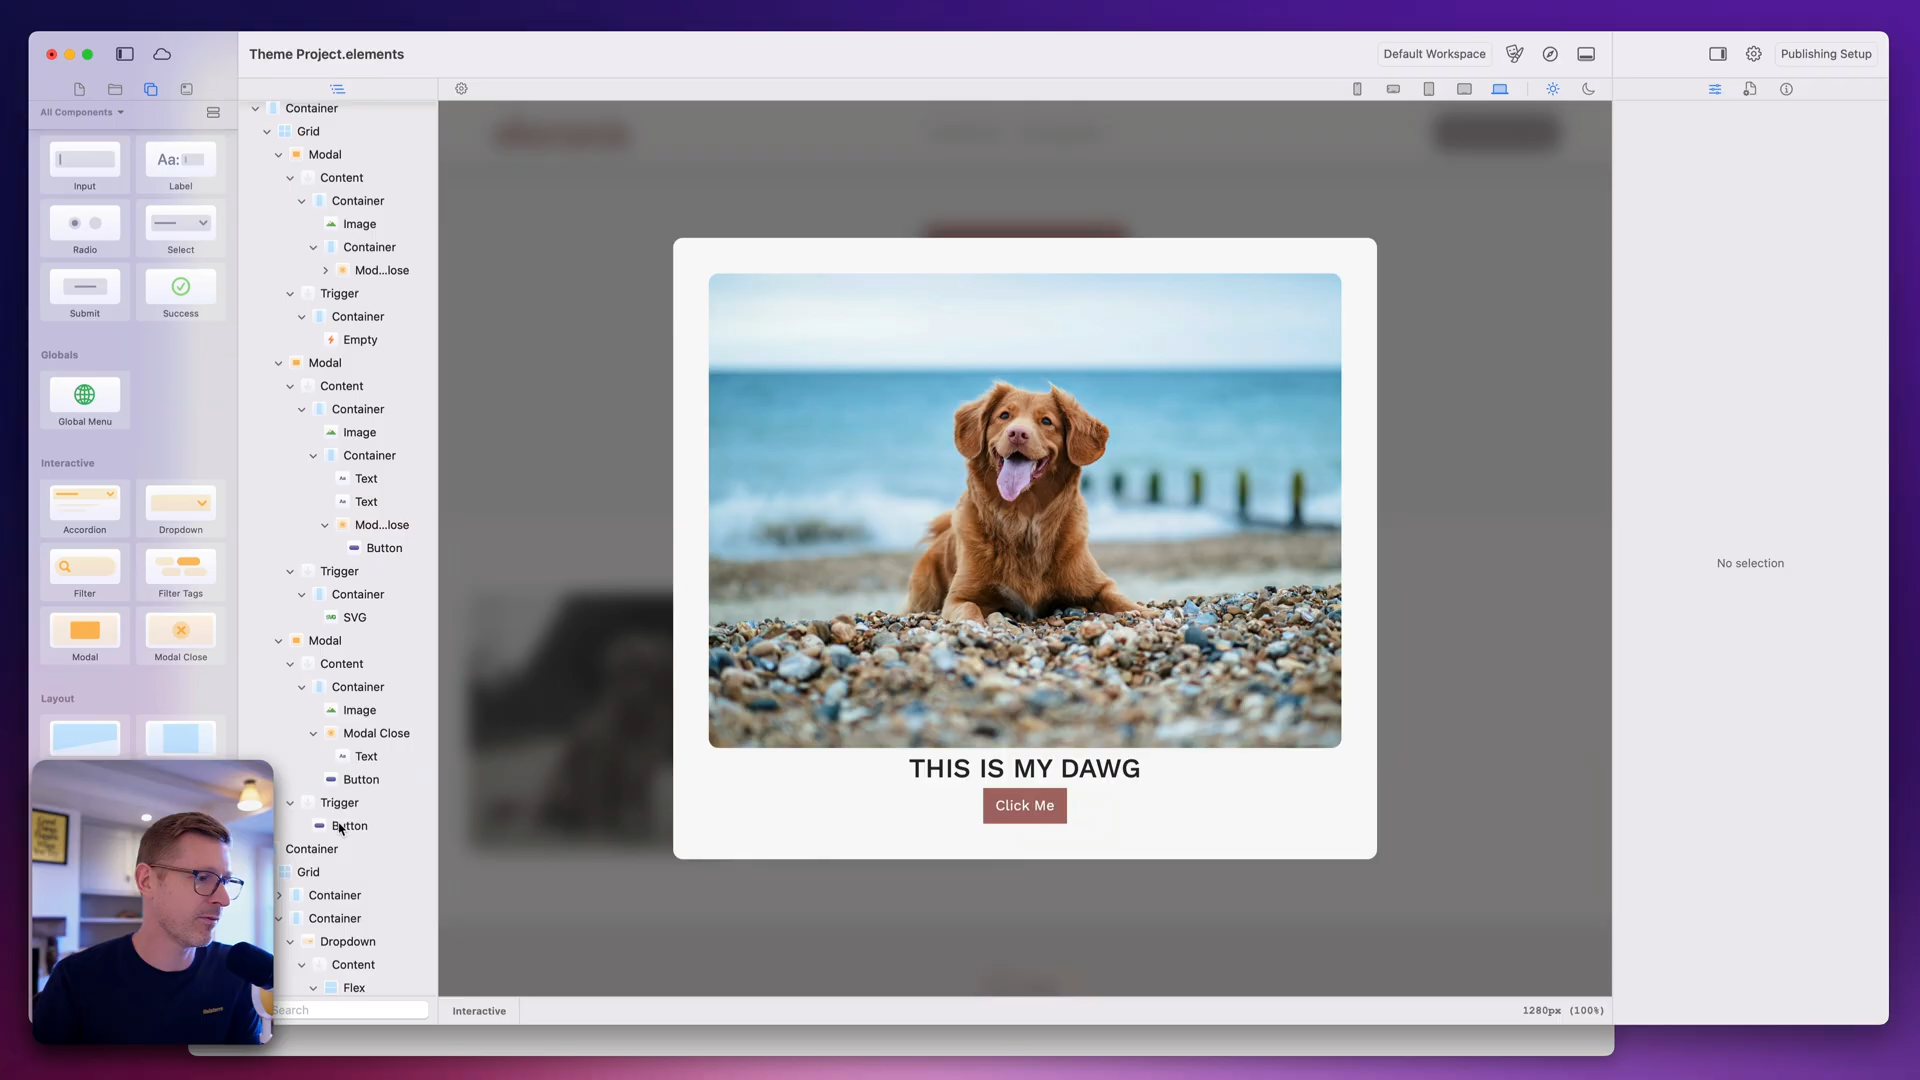 Theme Project.elements
Default Workspace
Publishing Setup
All Components
Input
Label
Radio
Select
Submit
Success
Globals
Global Menu
Interactive
Accordion
Dropdown
Filter
Filter Tags
Modal
Modal Close
Layout
Container
Grid
Modal
Content
Container
Image
Container
Mod...lose
Trigger
Container
Empty
Modal
Content
Container
Image
Container
Text
Text
Mod...lose
Button
Trigger
Container
SVG
Modal
Content
Container
Image
Modal Close
Text
Button
Trigger
Button
Container
Grid
Container
Container
Dropdown
Content
Flex
Search
THIS IS MY DAWG
Click Me
Interactive
1280px (100%)
No selection
Aa: